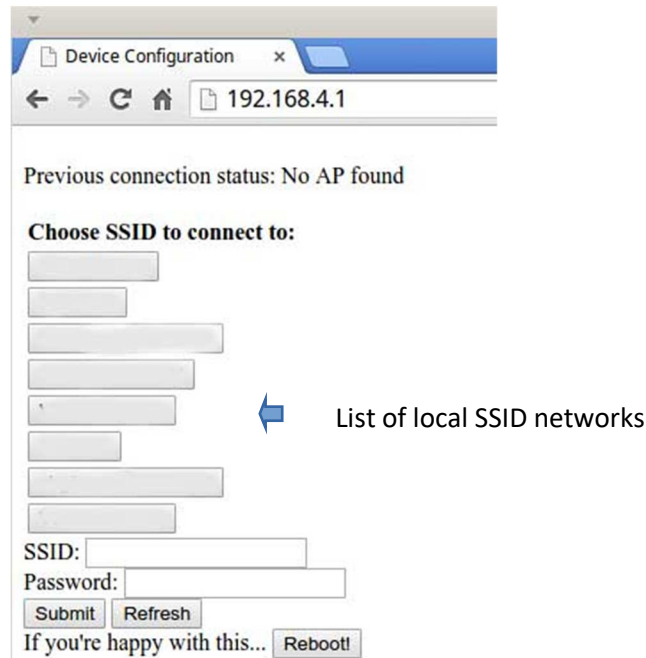 Device Configuration
192.168.4.1
Previous connection status: No AP found
Choose SSID to connect to:
List of local SSID networks
SSID:
Password:
Submit Refresh
If you're happy with this... Reboot!